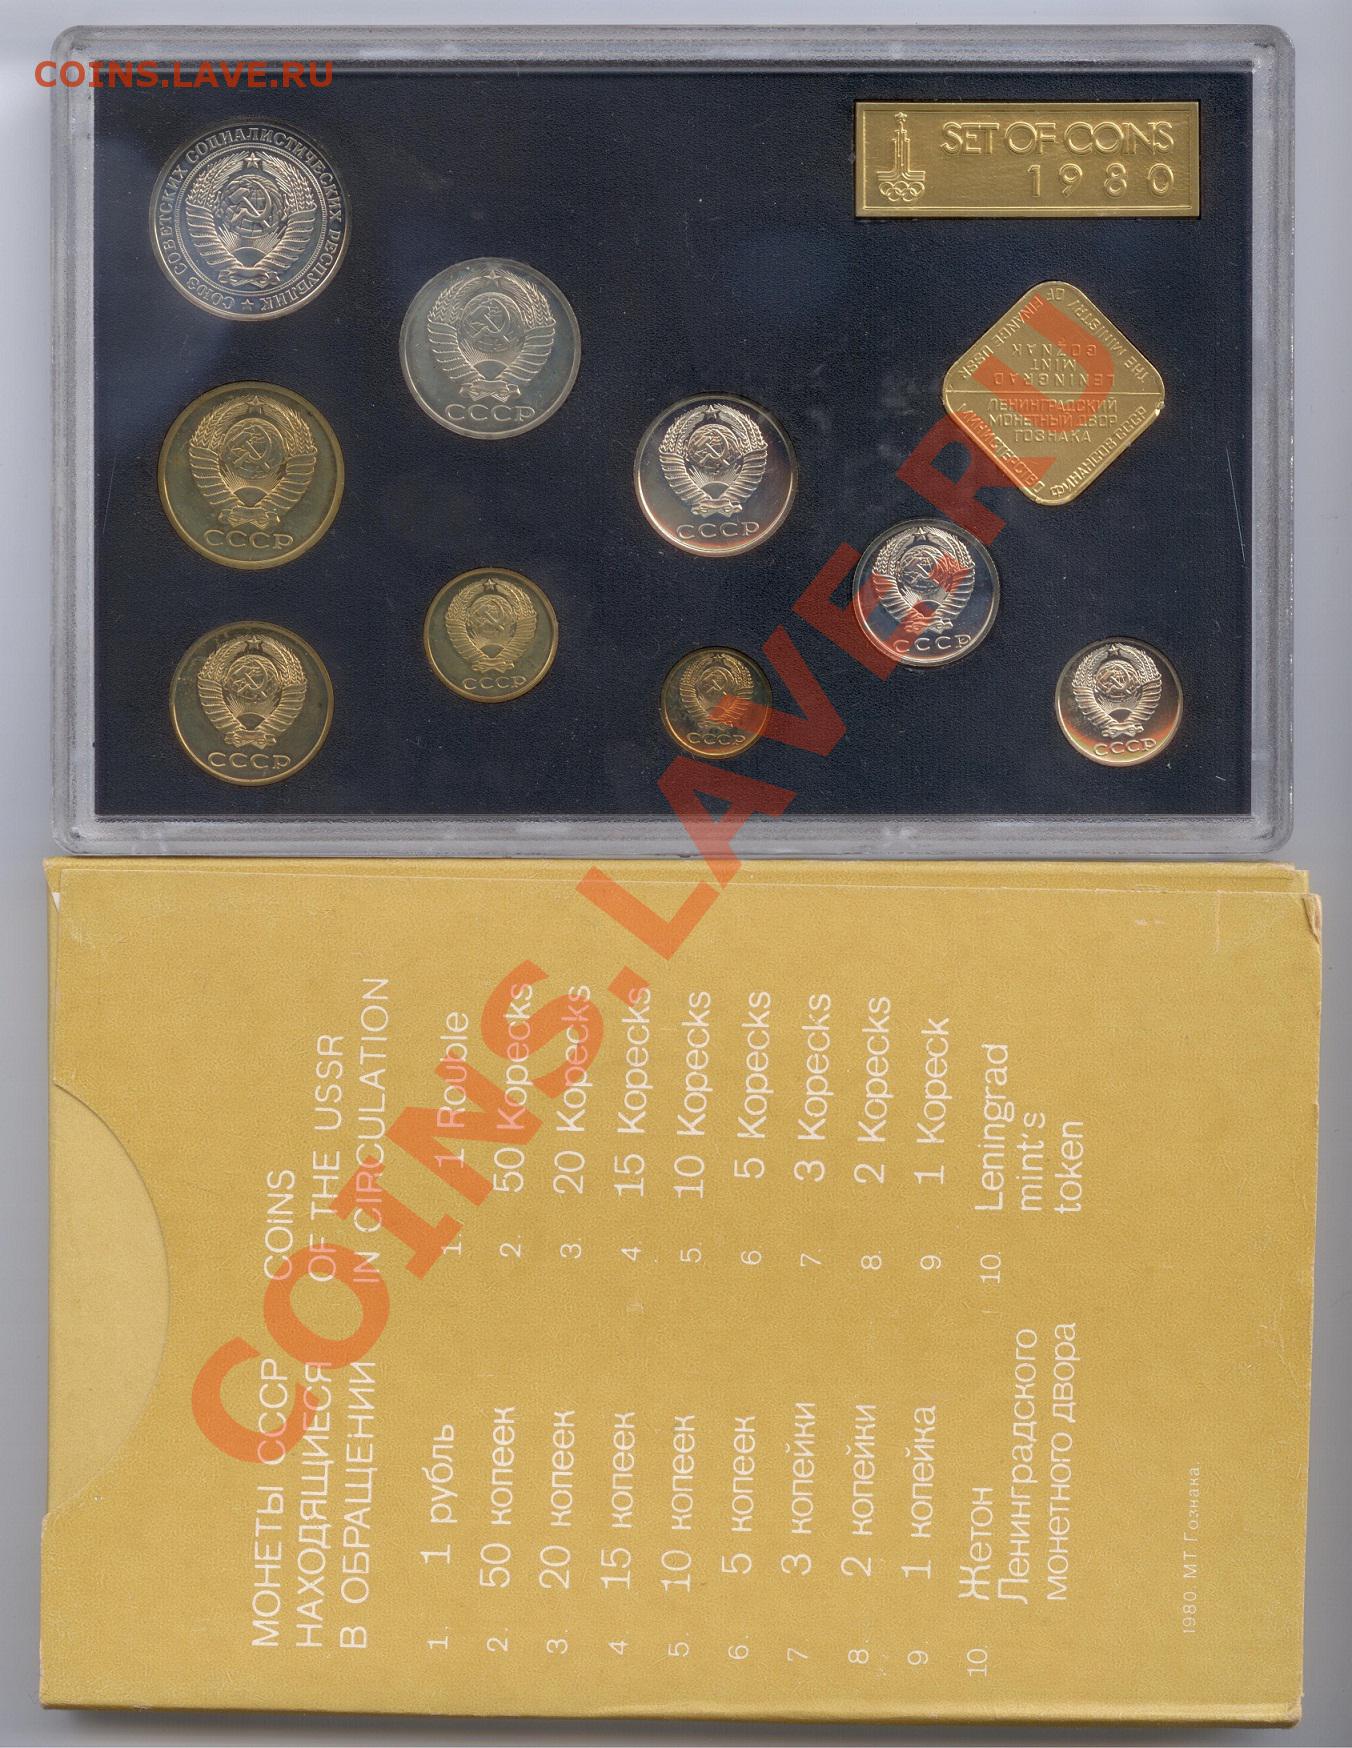 COINS.LAVE.RU
SET OF COINS
1980
СОЮЗ СОВЕТСКИХ СОЦИАЛИСТИЧЕСКИХ РЕСПУБЛИК
СССР
THE MINISTRY OF FINANCE USSR
LENINGRAD
MINT
GOZNAK
ЛЕНИНГРАДСКИЙ
МОНЕТНЫЙ ДВОР
ГОЗНАКА
МИНИСТЕРСТВО ФИНАНСОВ СССР
СССР
СССР
СССР
СССР
СССР
СССР
СССР
COINS.LAVE.RU
МОНЕТЫ СССР
НАХОДЯЩИЕСЯ
В ОБРАЩЕНИИ
1. 1 рубль
2. 50 копеек
3. 20 копеек
4. 15 копеек
5. 10 копеек
6. 5 копеек
7 3 копейки
8. 2 копейки
9. 1 копейка
10. Жетон
Ленинградского
монетного двора
1980. МТ Гознака.
COINS
OF THE USSR
IN CIRCULATION
1. 1 Rouble
2. 50 Kopecks
3. 20 Kopecks
4. 15 Kopecks
5. 10 Kopecks
6. 5 Kopecks
7. 3 Kopecks
8. 2 Kopecks
9. 1 Kopeck
10. Leningrad
mint's
token